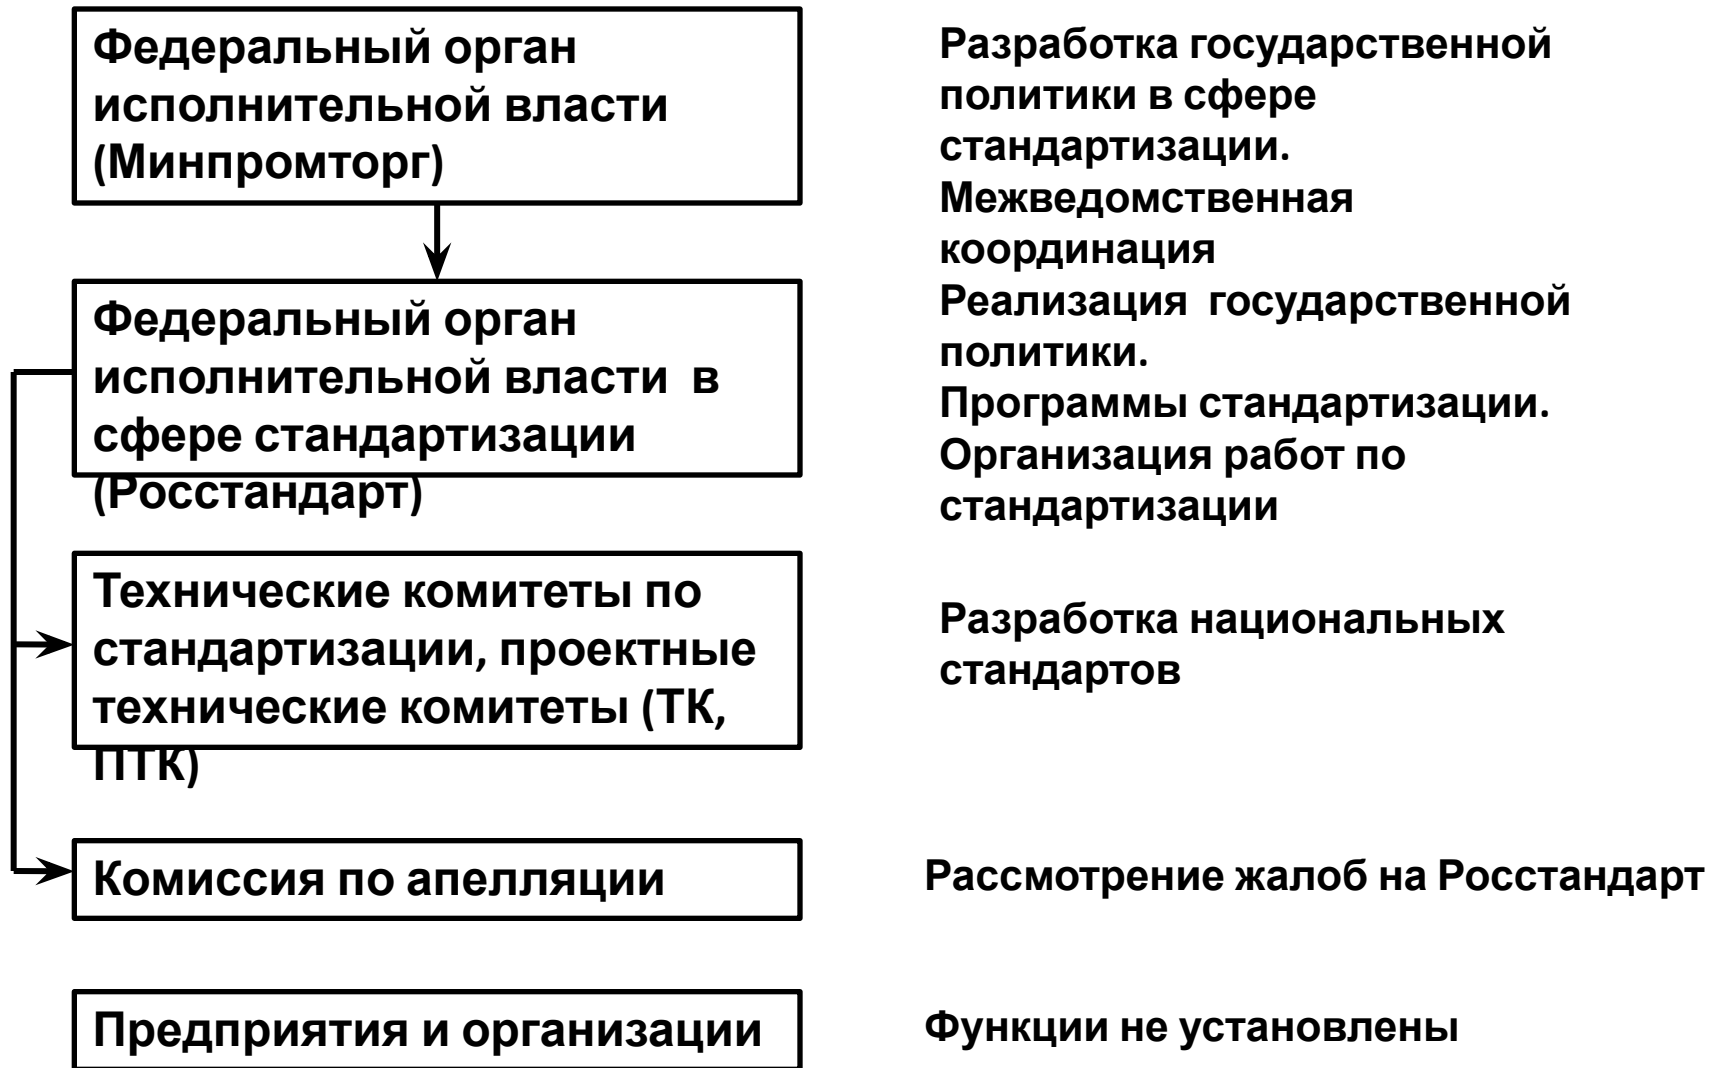 Федеральный орган
исполнительной власти
(Минпромторг)
Разработка государственной
политики в сфере
стандартизации.
Межведомственная
координация
Федеральный орган
исполнительной власти  в
сфере стандартизации
(Росстандарт)
Реализация  государственной
политики.
Программы стандартизации.
Организация работ по
стандартизации
Технические комитеты по
стандартизации, проектные
технические комитеты (ТК,
ПТК)
Разработка национальных
стандартов
Комиссия по апелляции
Рассмотрение жалоб на Росстандарт
Предприятия и организации
Функции не установлены